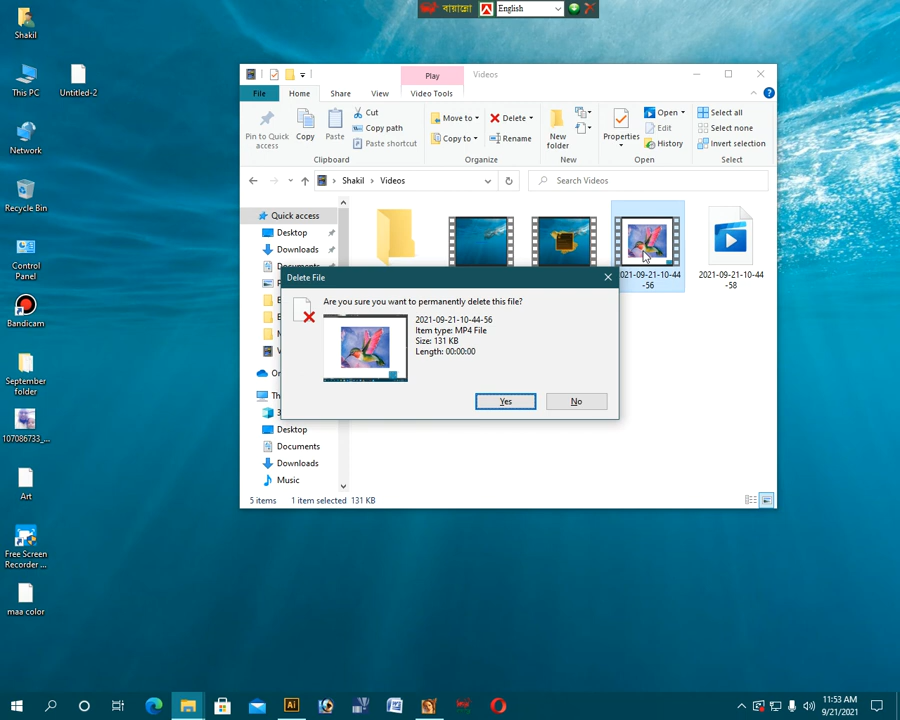 বায়ান্নো
English
Shakil
This PC
Untitled-2
Network
Recycle Bin
Control
Panel
Bandicam
September
folder
107086733_...
Art
Free Screen
Recorder ...
maa color
Play
Videos
File
Home
Share
View
Video Tools
Pin to Quick
access
Copy
Paste
Cut
Copy path
Paste shortcut
Clipboard
Move to
Copy to
Delete
Rename
Organize
New
folder
New
Properties
Open
Edit
History
Open
Select all
Select none
Invert selection
Select
Shakil
Videos
Search Videos
Quick access
Desktop
Downloads
Documents
2021-09-21-10-44
-56
2021-09-21-10-44
-58
Delete File
Are you sure you want to permanently delete this file?
2021-09-21-10-44-56
Item type: MP4 File
Size: 131 KB
Length: 00:00:00
Yes
No
Desktop
Documents
Downloads
Music
5 items
1 item selected 131 KB
Ai
11:53 AM
9/21/2021